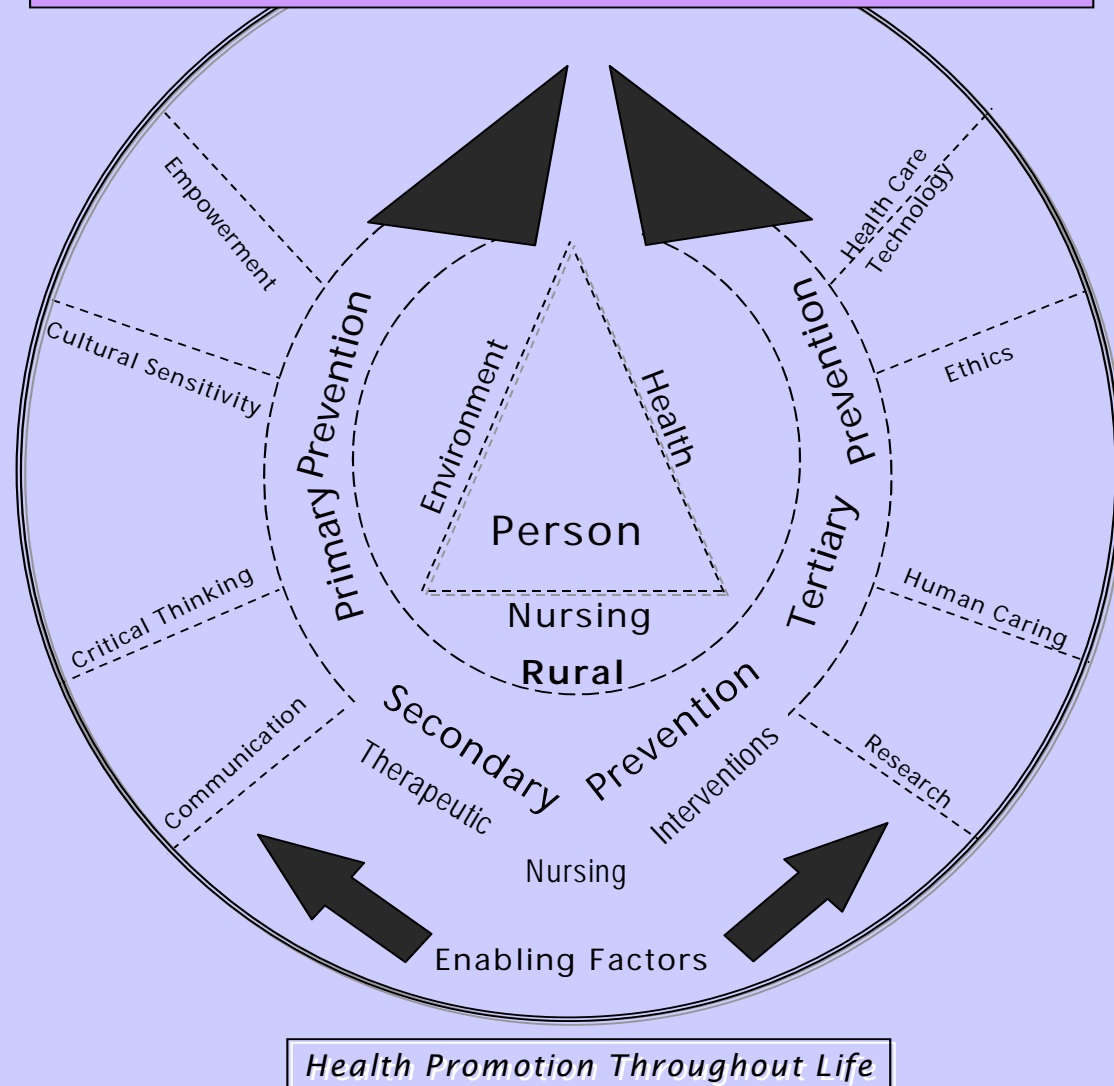 Empowerment
Health Care
Technology
Cultural Sensitivity
Ethics
Primary Prevention
Environment
Health
Tertiary Prevention
Person
Nursing
Rural
Critical Thinking
Human Caring
Secondary Prevention
Communication
Research
Therapeutic
Nursing
Interventions
Enabling Factors
Health Promotion Throughout Life